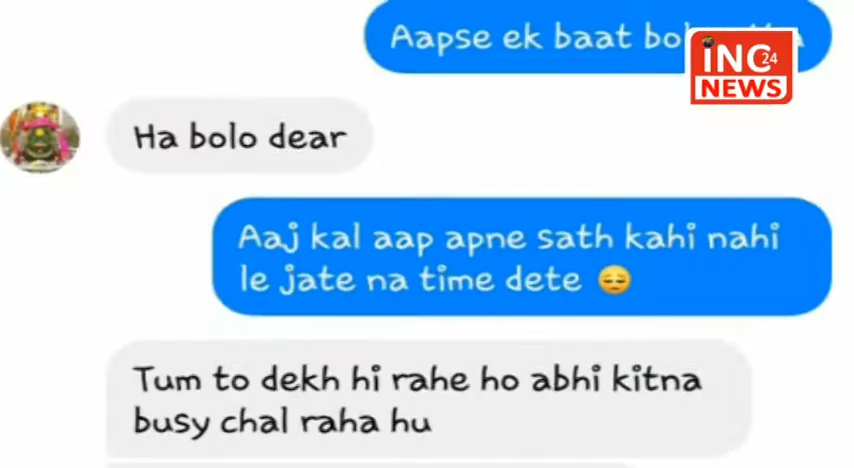 Aapse ek baat
iNC 24
NEWS
Ha bolo dear
Aaj kal aap apne sath kahi nahi
le jate na time dete 😔
Tum to dekh hi rahe ho abhi kitna
busy chal raha hu